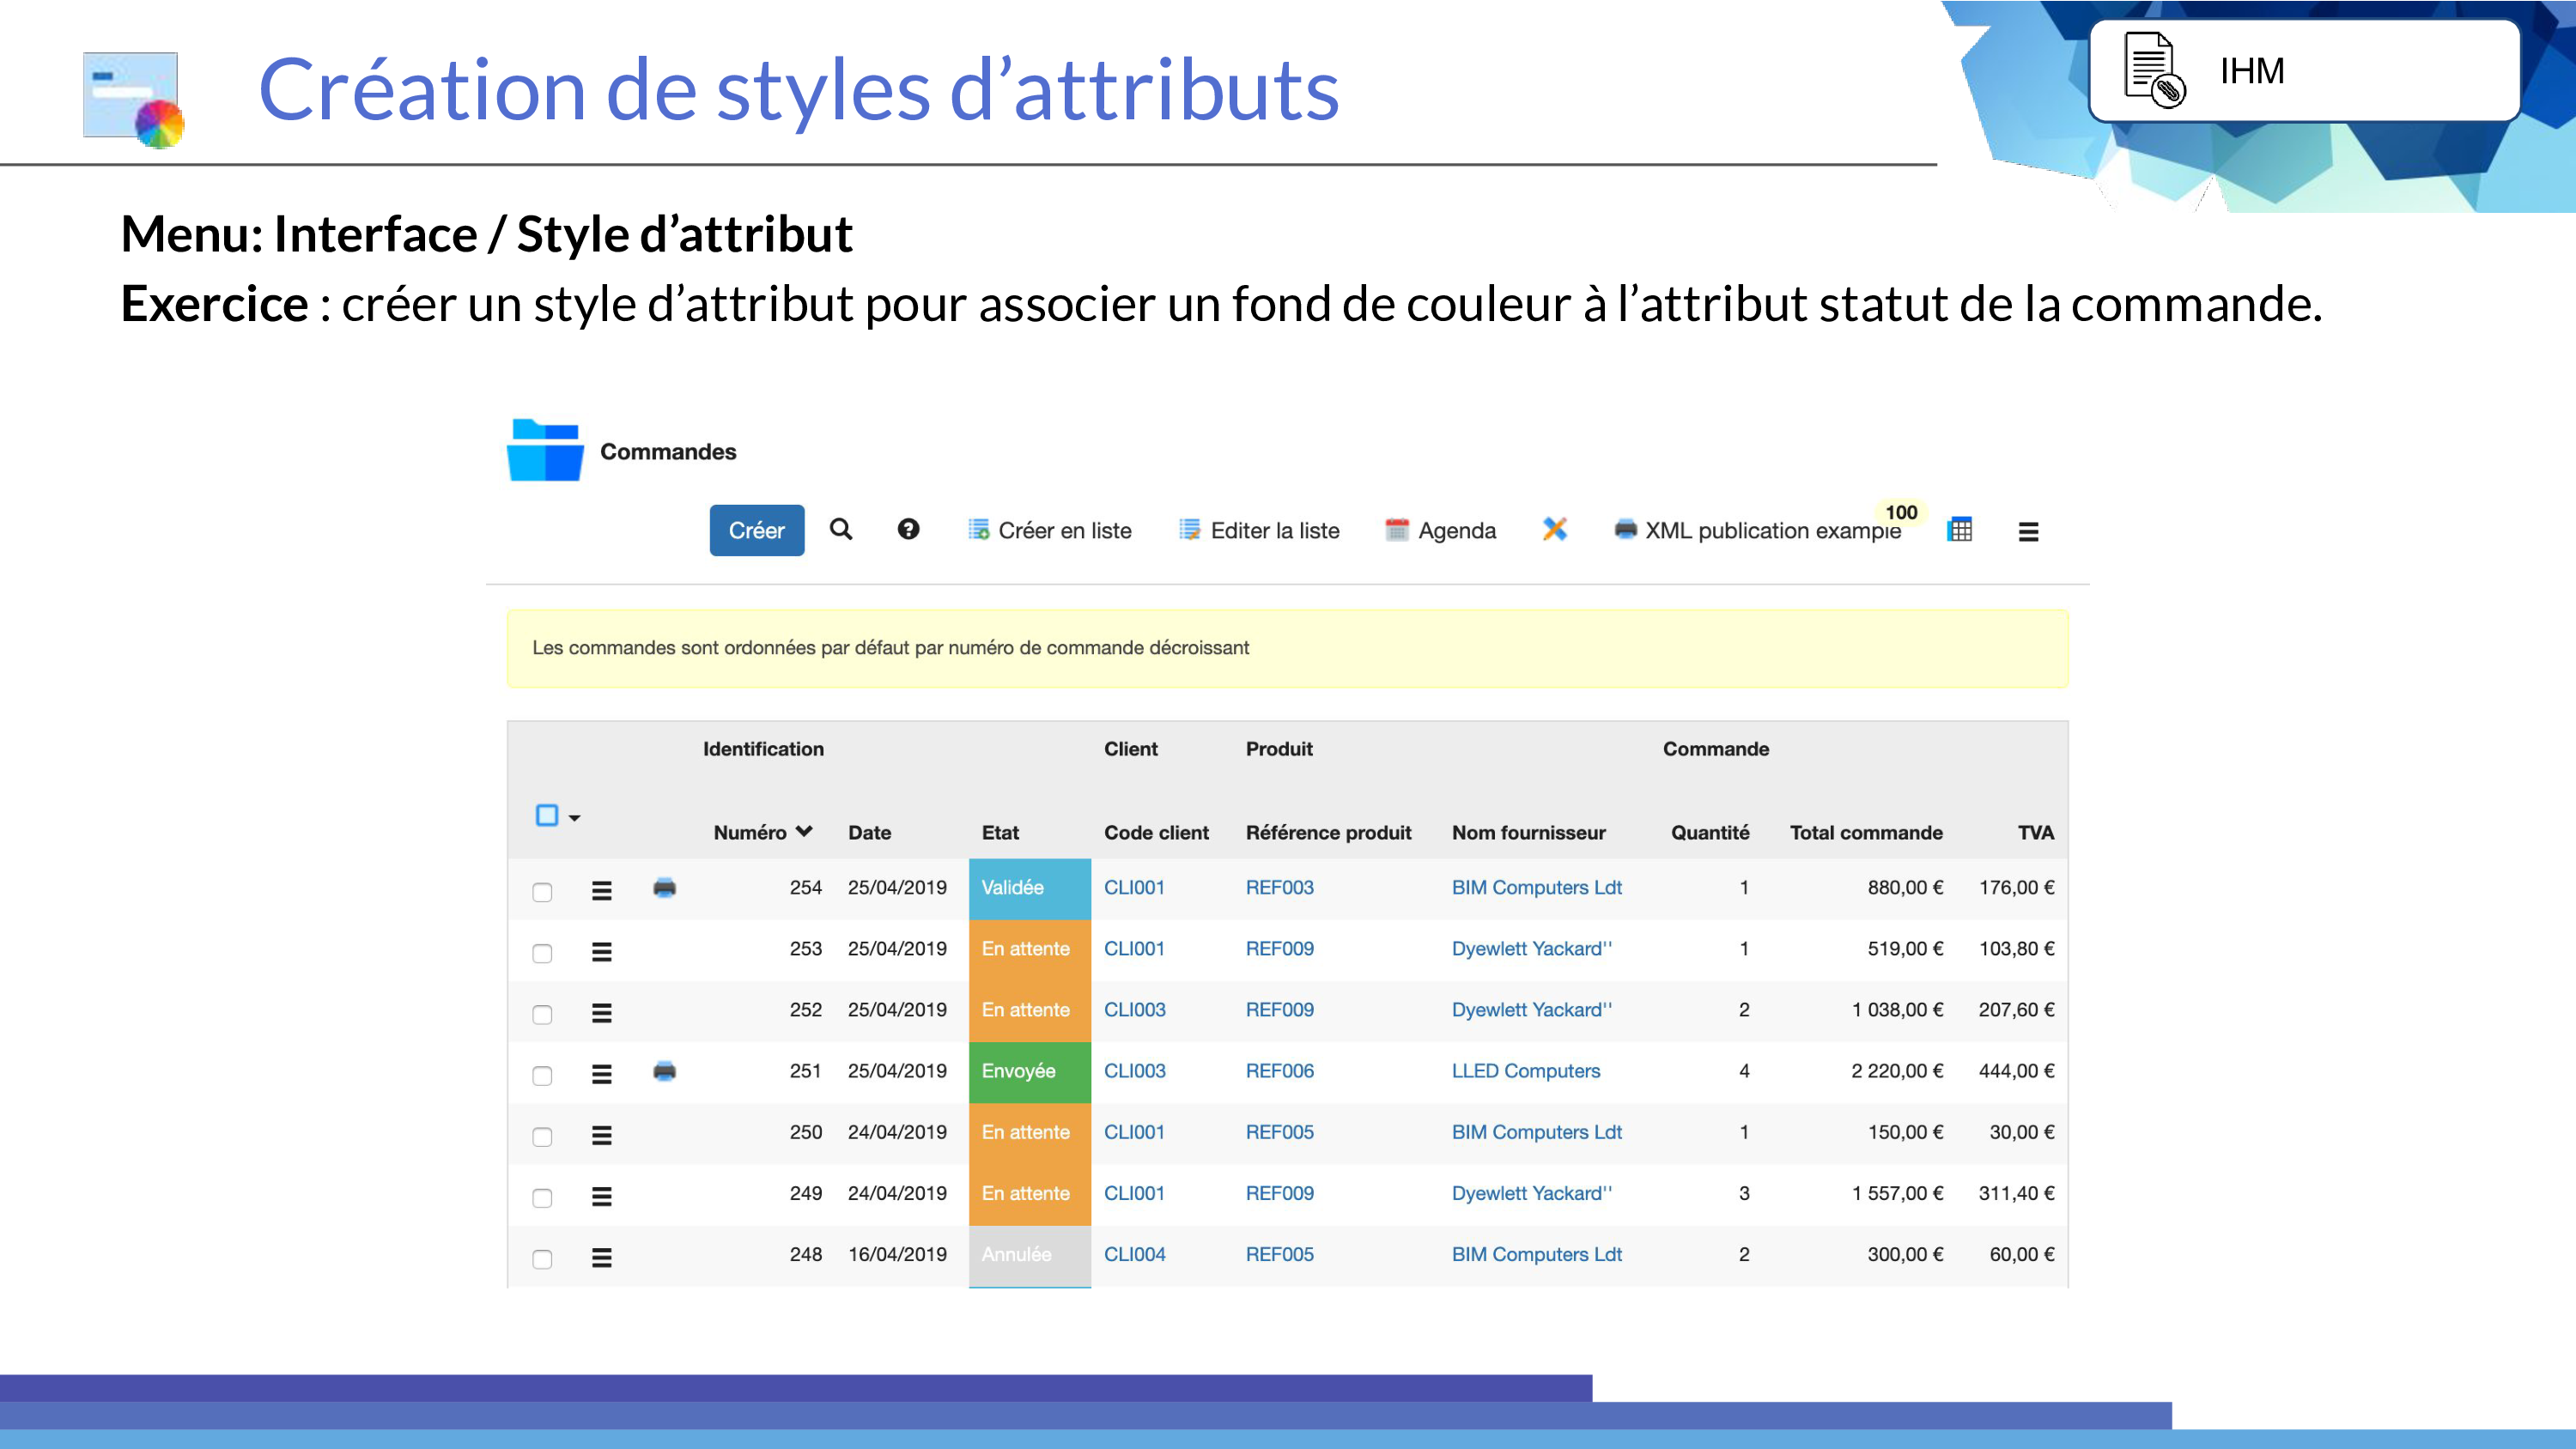 Création de styles d’attributs
IHM
Menu: Interface / Style d’attribut
Exercice : créer un style d’attribut pour associer un fond de couleur à l’attribut statut de la commande.
Commandes
Créer Créer en liste Editer la liste Agenda XML publication example 100
Les commandes sont ordonnées par défaut par numéro de commande décroissant
Identification Client Produit Commande
Numéro Date Etat Code client Référence produit Nom fournisseur Quantité Total commande TVA
254 25/04/2019 Validée CLI001 REF003 BIM Computers Ldt 1 880,00 € 176,00 €
253 25/04/2019 En attente CLI001 REF009 Dyewlett Yackard'' 1 519,00 € 103,80 €
252 25/04/2019 En attente CLI003 REF009 Dyewlett Yackard'' 2 1 038,00 € 207,60 €
251 25/04/2019 Envoyée CLI003 REF006 LLED Computers 4 2 220,00 € 444,00 €
250 24/04/2019 En attente CLI001 REF005 BIM Computers Ldt 1 150,00 € 30,00 €
249 24/04/2019 En attente CLI001 REF009 Dyewlett Yackard'' 3 1 557,00 € 311,40 €
248 16/04/2019 Annulée CLI004 REF005 BIM Computers Ldt 2 300,00 € 60,00 €